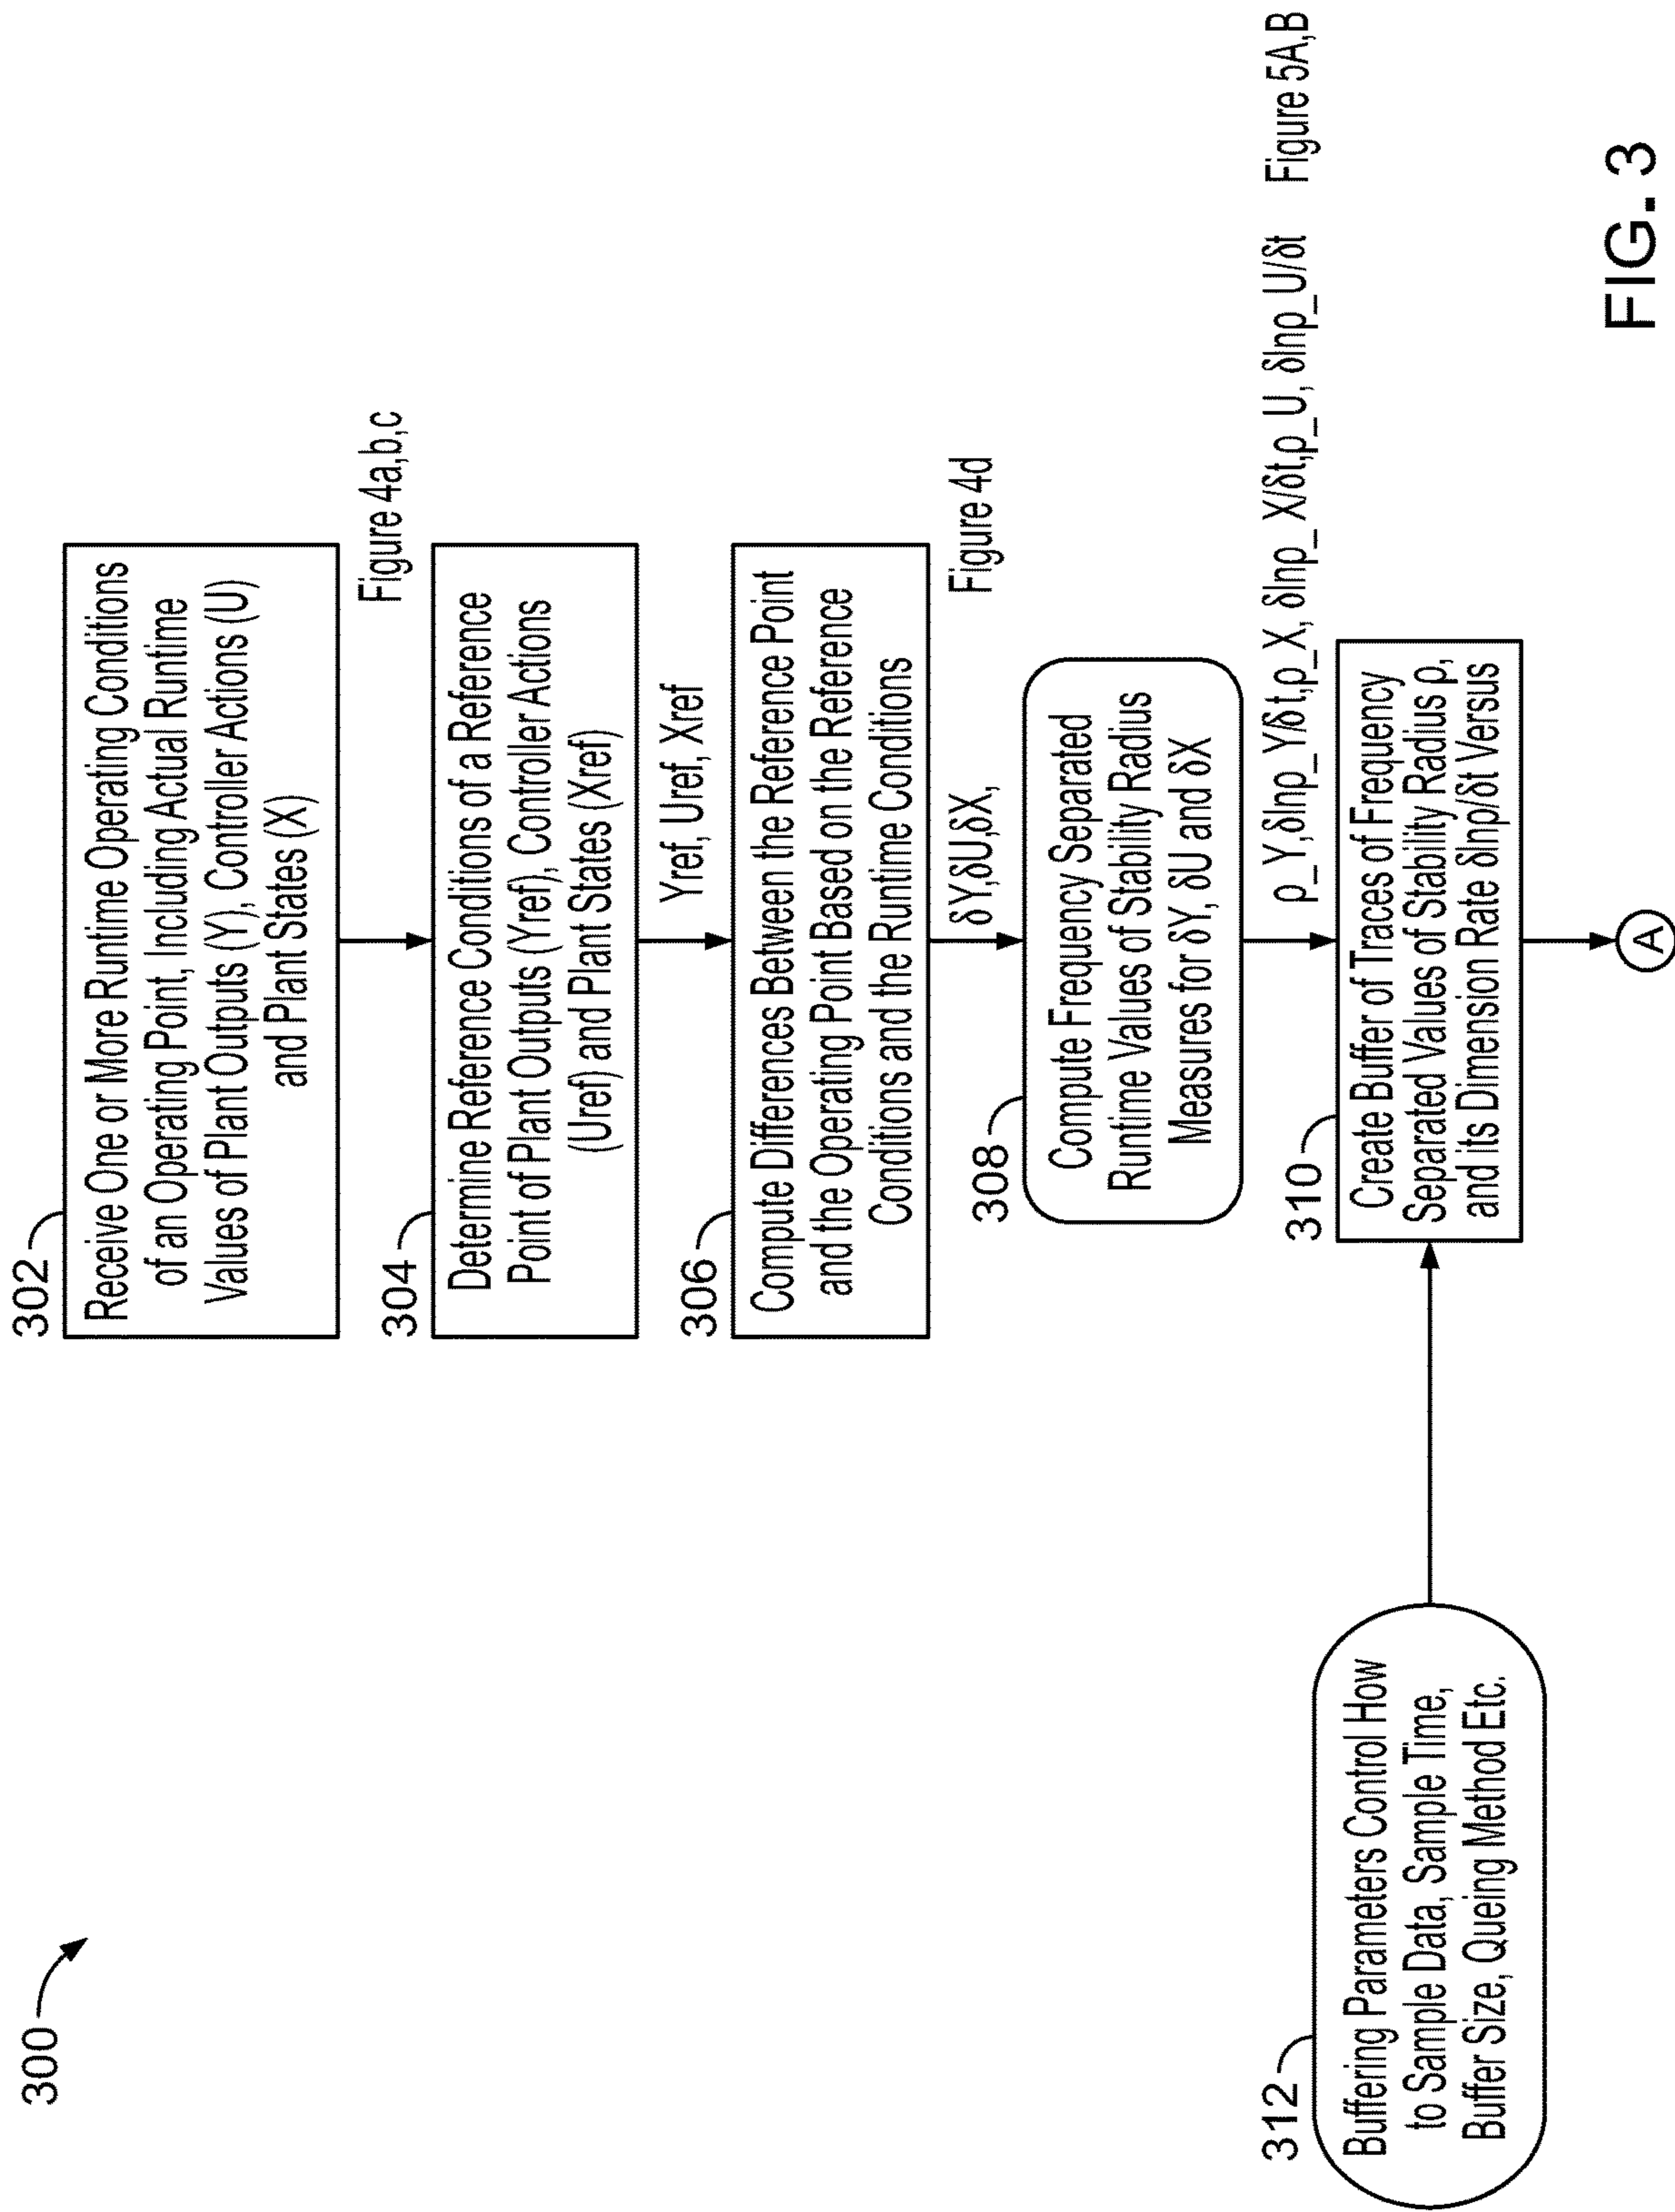 300
302
Receive One or More Runtime Operating Conditions
of an Operating Point, Including Actual Runtime
Values of Plant Outputs (Y), Controller Actions (U)
and Plant States (X)
Figure 4a,b,c
304
Determine Reference Conditions of a Reference
Point of Plant Outputs (Yref), Controller Actions
(Uref) and Plant States (Xref)
Yref, Uref, Xref
306
Compute Differences Between the Reference Point
and the Operating Point Based on the Reference
Conditions and the Runtime Conditions
δY,δU,δX,
Figure 4d
308
Compute Frequency Separated
Runtime Values of Stability Radius
Measures for δY, δU and δX
ρ_Y,δlnρ_Y/δt,ρ_X, δlnρ_X/δt,ρ_U, δlnρ_U/δt
Figure 5A,B
310
Create Buffer of Traces of Frequency
Separated Values of Stability Radius ρ,
and its Dimension Rate δlnρ/δt Versus
312
Buffering Parameters Control How
to Sample Data, Sample Time,
Buffer Size, Queing Method Etc.
A
FIG. 3